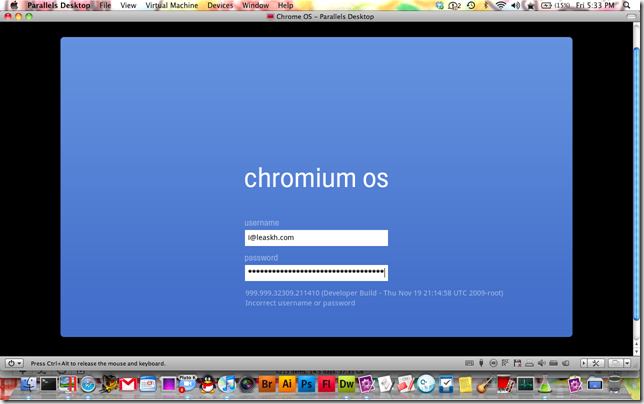 Parallels Desktop File View Virtual Machine Devices Window Help 2 (15%) Fri 5:33 PM
Chrome OS – Parallels Desktop
chromium os
username
i@leaskh.com
password
999.999.32309.211410 (Developer Build - Thu Nov 19 21:14:58 UTC 2009-root)
Incorrect username or password
Press Ctrl+Alt to release the mouse and keyboard.
Br Ai Ps Fl Dw